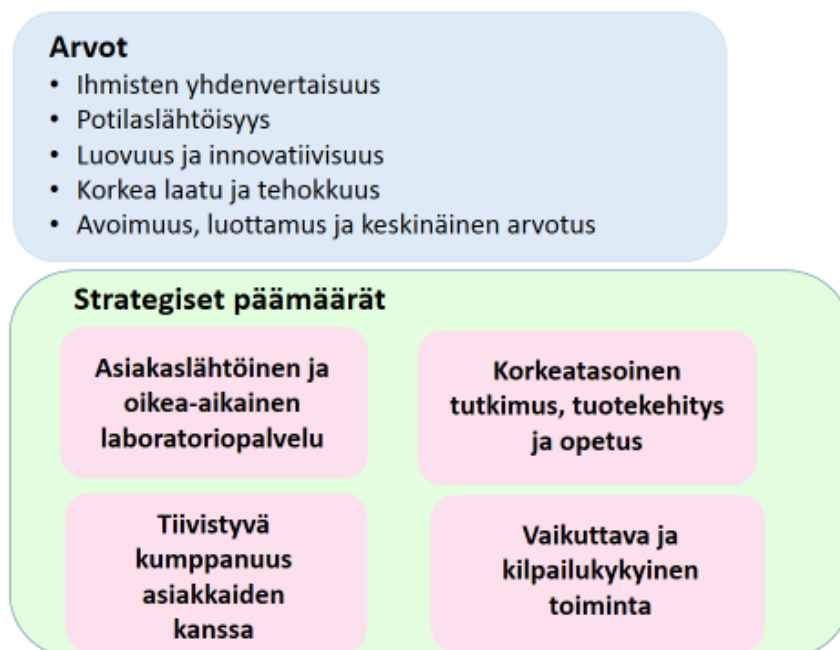 Arvot
• Ihmisten yhdenvertaisuus
• Potilaslähtöisyys
• Luovuus ja innovatiivisuus
• Korkea laatu ja tehokkuus
• Avoimuus, luottamus ja keskinäinen arvotus
Strategiset päämäärät
Asiakaslähtöinen ja
oikea-aikainen
laboratoriopalvelu
Korkeatasoinen
tutkimus, tuotekehitys
ja opetus
Tiivistyvä
kumppanuus
asiakkaiden
kanssa
Vaikuttava ja
kilpailukykyinen
toiminta